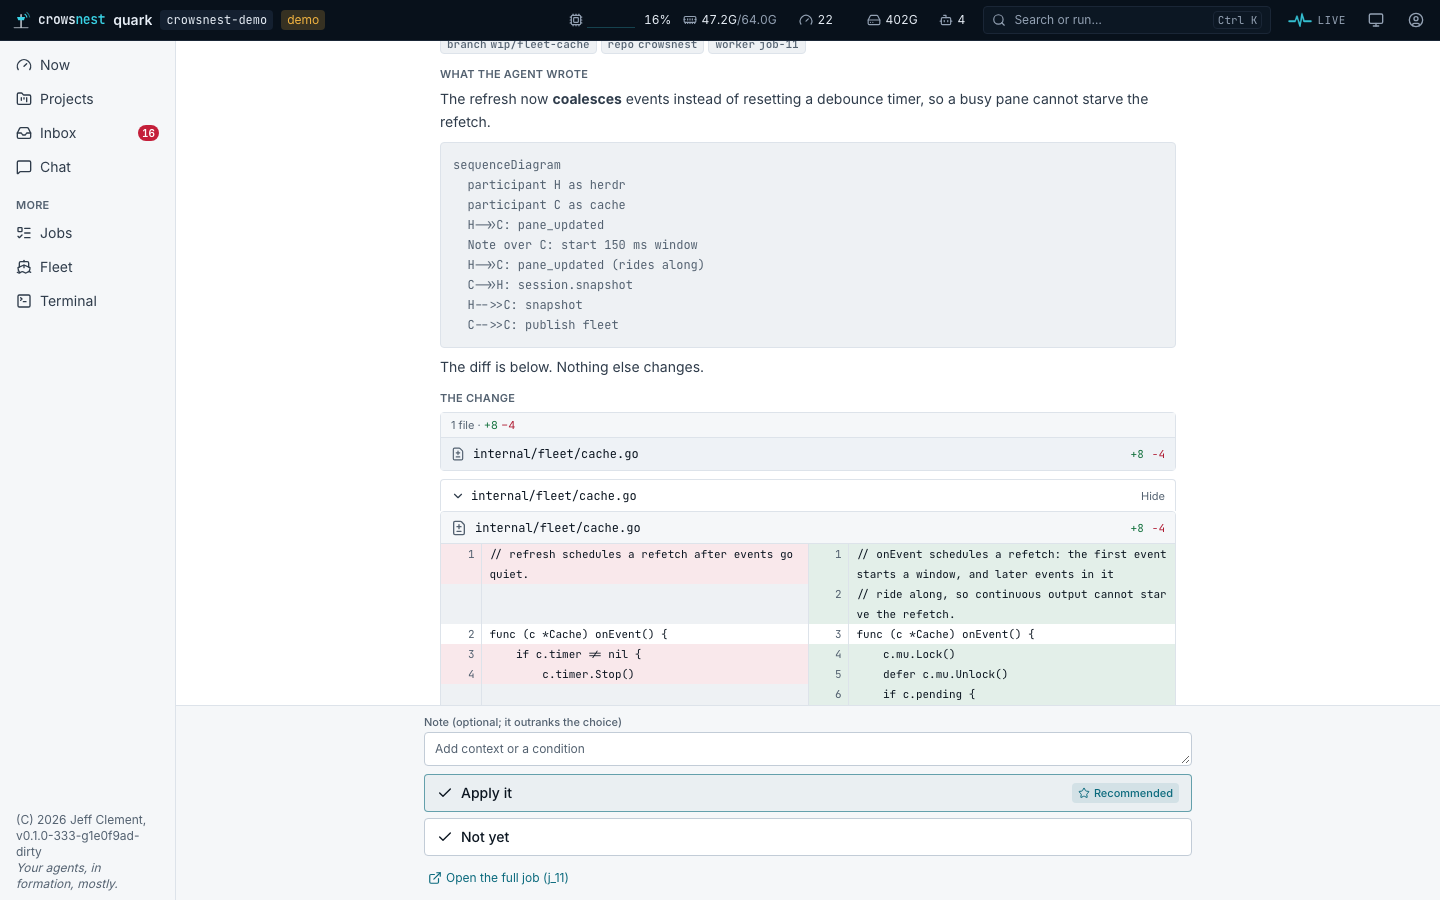 crowsnest quark crowsnest-demo demo 16% 47.2G/64.0G 22 402G 4 Search or run... Ctrl K LIVE
Now
Projects
Inbox 16
Chat
MORE
Jobs
Fleet
Terminal
(C) 2026 Jeff Clement,
v0.1.0-333-g1e0f9ad-
dirty
Your agents, in
formation, mostly.
branch wip/fleet-cache repo crowsnest worker job-11
WHAT THE AGENT WROTE
The refresh now coalesces events instead of resetting a debounce timer, so a busy pane cannot starve the
refetch.
sequenceDiagram
participant H as herdr
participant C as cache
H->>C: pane_updated
Note over C: start 150 ms window
H->>C: pane_updated (rides along)
C->>H: session.snapshot
H-->>C: snapshot
C-->>C: publish fleet
The diff is below. Nothing else changes.
THE CHANGE
1 file · +8 −4
internal/fleet/cache.go +8 -4
internal/fleet/cache.go Hide
internal/fleet/cache.go +8 -4
1 // refresh schedules a refetch after events go
quiet.
2 func (c *Cache) onEvent() {
3 if c.timer != nil {
4 c.timer.Stop()
1 // onEvent schedules a refetch: the first event
starts a window, and later events in it
2 // ride along, so continuous output cannot star
ve the refetch.
3 func (c *Cache) onEvent() {
4 c.mu.Lock()
5 defer c.mu.Unlock()
6 if c.pending {
Note (optional; it outranks the choice)
Add context or a condition
Apply it Recommended
Not yet
Open the full job (j_11)